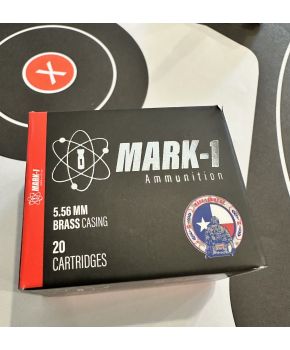 MARK-1
Ammunition
MARK-1
5.56 MM
BRASS CASING
20
CARTRIDGES
X